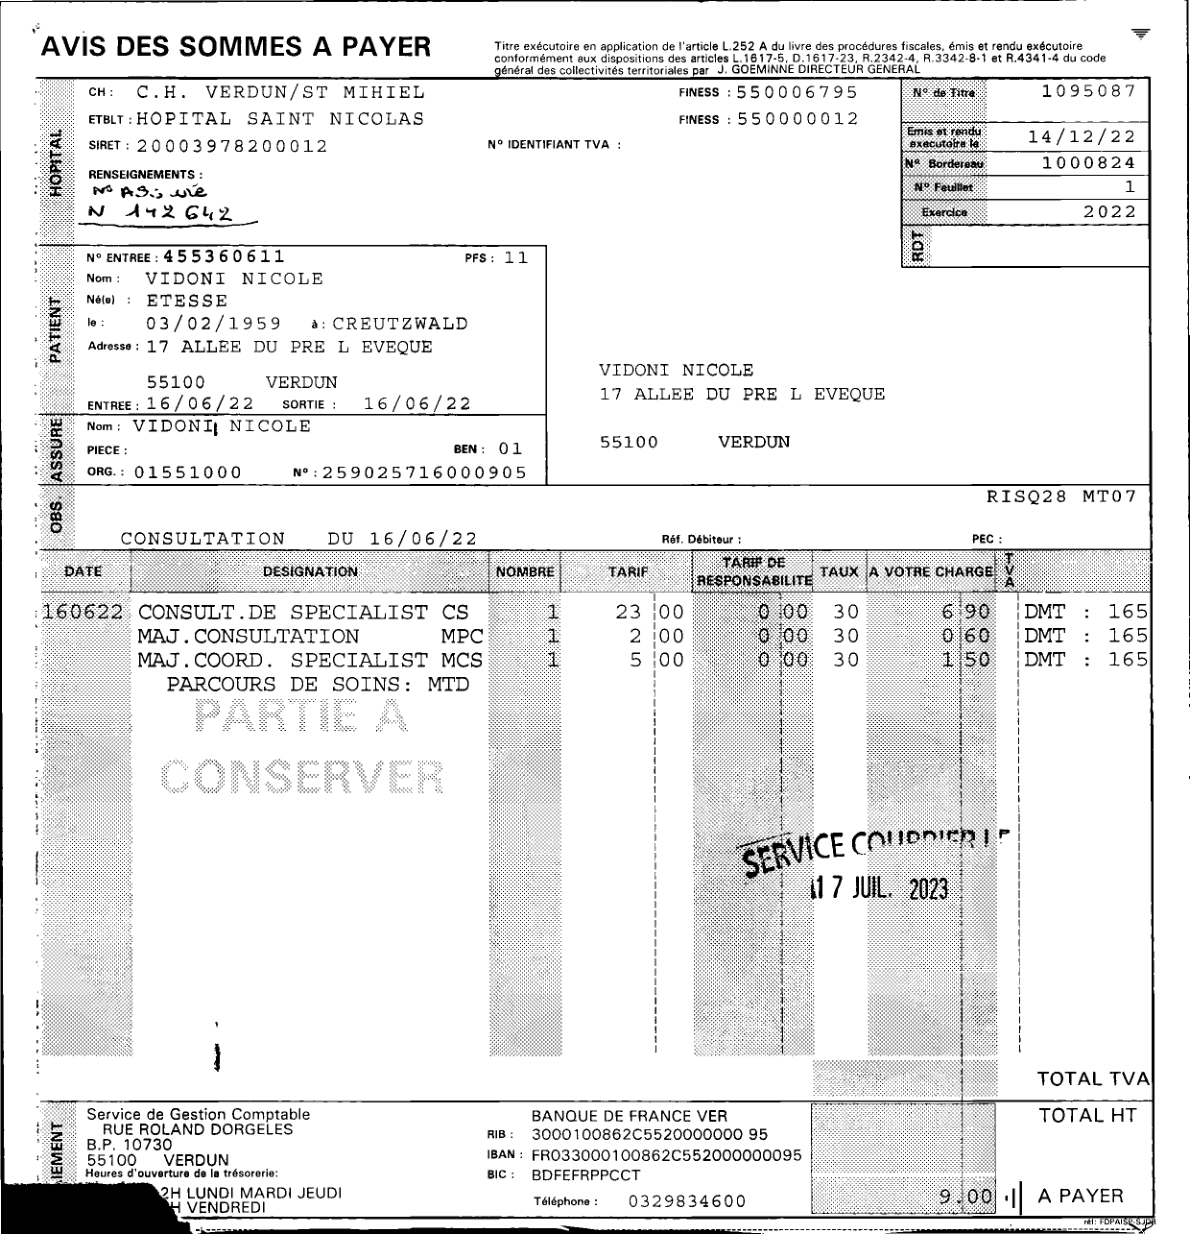 AVIS DES SOMMES A PAYER
Titre exécutoire en application de l'article L.252 A du livre des procédures fiscales, émis et rendu exécutoire
conformément aux dispositions des articles L.1617-5, D.1617-23, R.2342-4, R.3342-8-1 et R.4341-4 du code
général des collectivités territoriales par J. GOEMINNE DIRECTEUR GENERAL
HOPITAL
CH : C.H. VERDUN/ST MIHIEL FINESS : 550006795
ETBLT : HOPITAL SAINT NICOLAS FINESS : 550000012
SIRET : 20003978200012 N° IDENTIFIANT TVA :
RENSEIGNEMENTS :
N 142642
N° de Titre 1095087
Emis et rendu
executoire le 14/12/22
N° Bordereau 1000824
N° Feuillet 1
Exercice 2022
RDT
PATIENT
N° ENTREE : 455360611 PFS : 11
Nom : VIDONI NICOLE
Né(e) : ETESSE
le : 03/02/1959 à : CREUTZWALD
Adresse : 17 ALLEE DU PRE L EVEQUE
55100 VERDUN
ENTREE : 16/06/22 SORTIE : 16/06/22
VIDONI NICOLE
17 ALLEE DU PRE L EVEQUE
55100 VERDUN
ASSURE
Nom : VIDONI NICOLE
PIECE : BEN : 01
ORG. : 01551000 N° : 259025716000905
OBS.
RISQ28 MT07
CONSULTATION DU 16/06/22 Réf. Débiteur : PEC :
DATE DESIGNATION NOMBRE TARIF TARIF DE RESPONSABILITE TAUX A VOTRE CHARGE TVA
160622 CONSULT.DE SPECIALIST CS 1 23 00 0 00 30 6 90 DMT : 165
MAJ.CONSULTATION MPC 1 2 00 0 00 30 0 60 DMT : 165
MAJ.COORD. SPECIALIST MCS 1 5 00 0 00 30 1 50 DMT : 165
PARCOURS DE SOINS: MTD
PARTIE A
CONSERVER
SERVICE COURRIER
17 JUIL. 2023
TOTAL TVA
Service de Gestion Comptable
RUE ROLAND DORGELES
B.P. 10730
55100 VERDUN
Heures d'ouverture de la trésorerie:
2H LUNDI MARDI JEUDI
H VENDREDI
BANQUE DE FRANCE VER
RIB : 3000100862C5520000000 95
IBAN : FR033000100862C552000000095
BIC : BDFEFRPPCCT
Téléphone : 0329834600
TOTAL HT
9.00 A PAYER